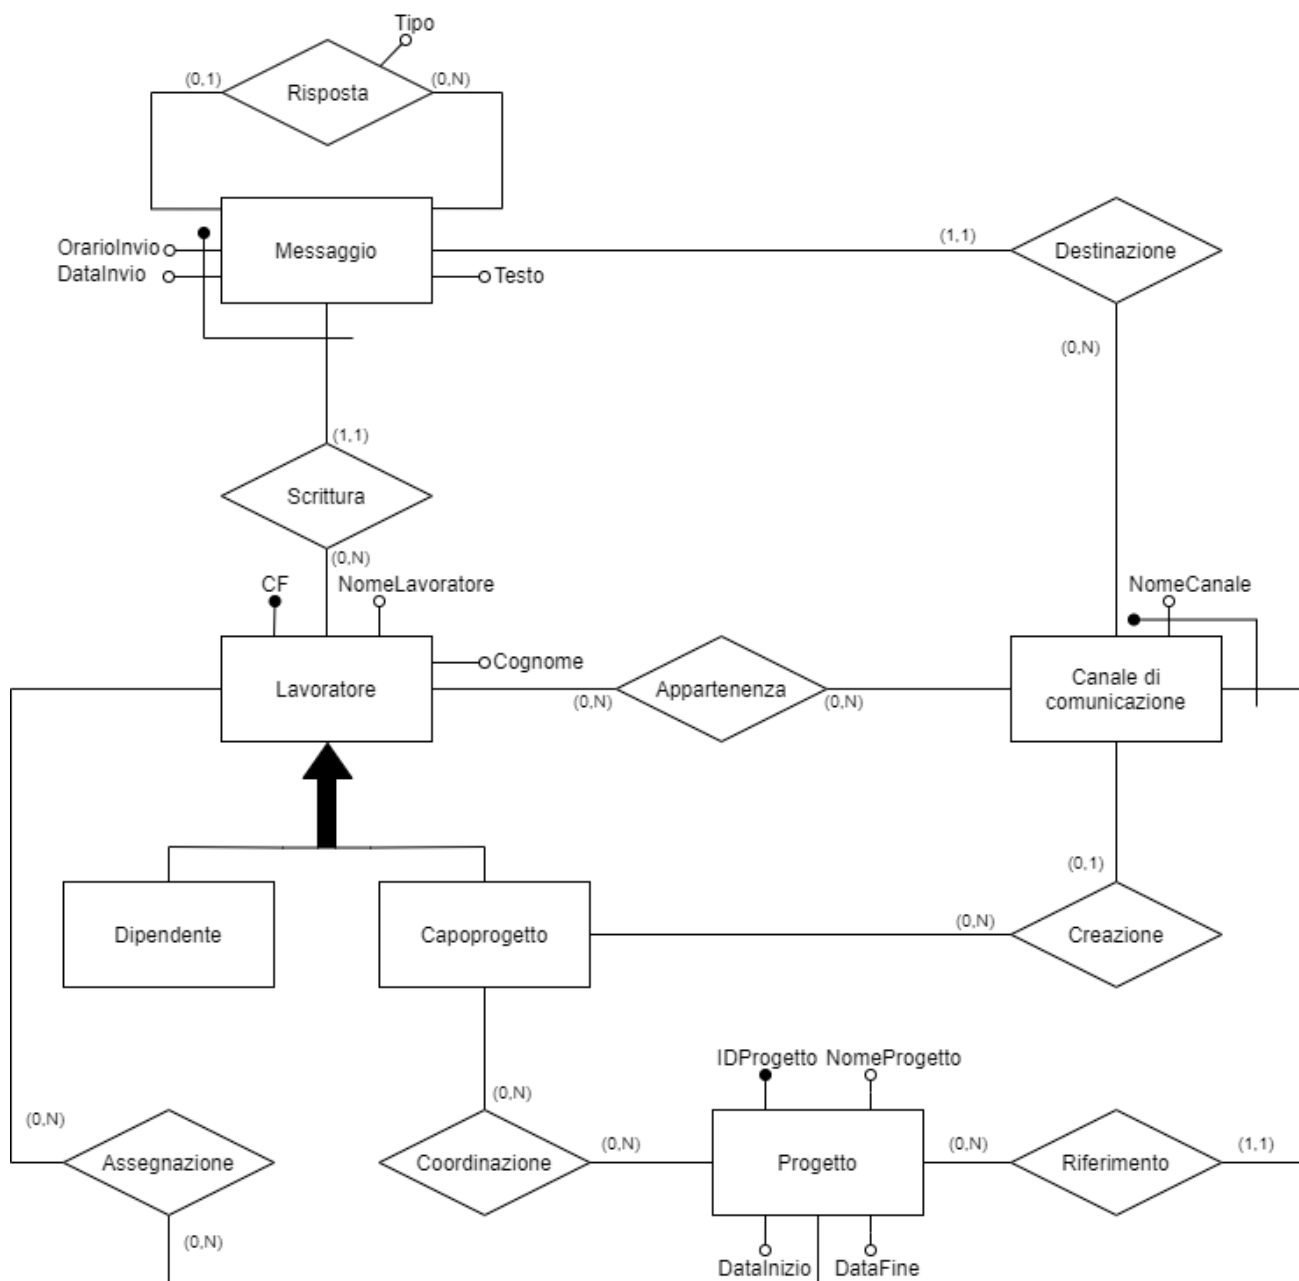 Tipo
(0,1)
Risposta
(0,N)
OrarioInvio
DataInvio
Messaggio
Testo
(1,1)
Destinazione
(0,N)
(1,1)
Scrittura
(0,N)
CF
NomeLavoratore
NomeCanale
Cognome
Lavoratore
(0,N)
Appartenenza
(0,N)
Canale di
comunicazione
(0,1)
Dipendente
Capoprogetto
(0,N)
Creazione
IDProgetto
NomeProgetto
(0,N)
(0,N)
Assegnazione
Coordinazione
(0,N)
Progetto
(0,N)
Riferimento
(1,1)
(0,N)
DataInizio
DataFine